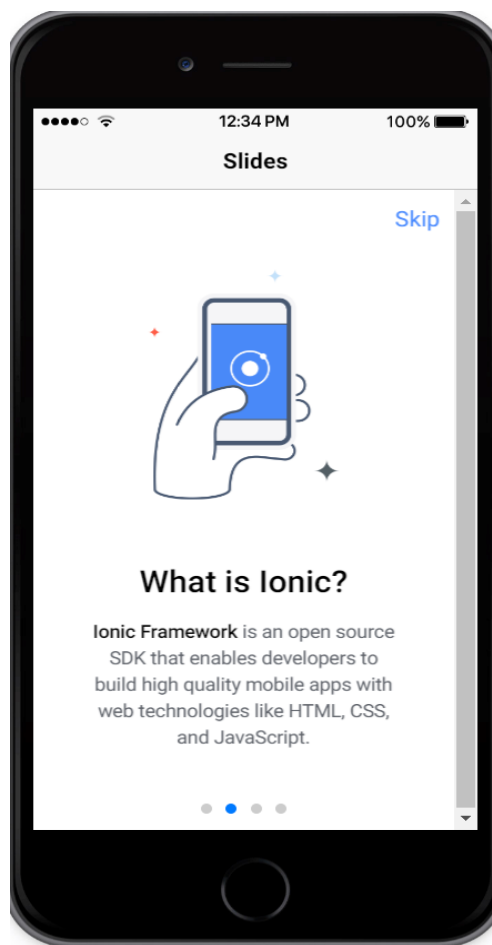 12:34 PM
100%
Slides
Skip
What is Ionic?
Ionic Framework is an open source
SDK that enables developers to
build high quality mobile apps with
web technologies like HTML, CSS,
and JavaScript.